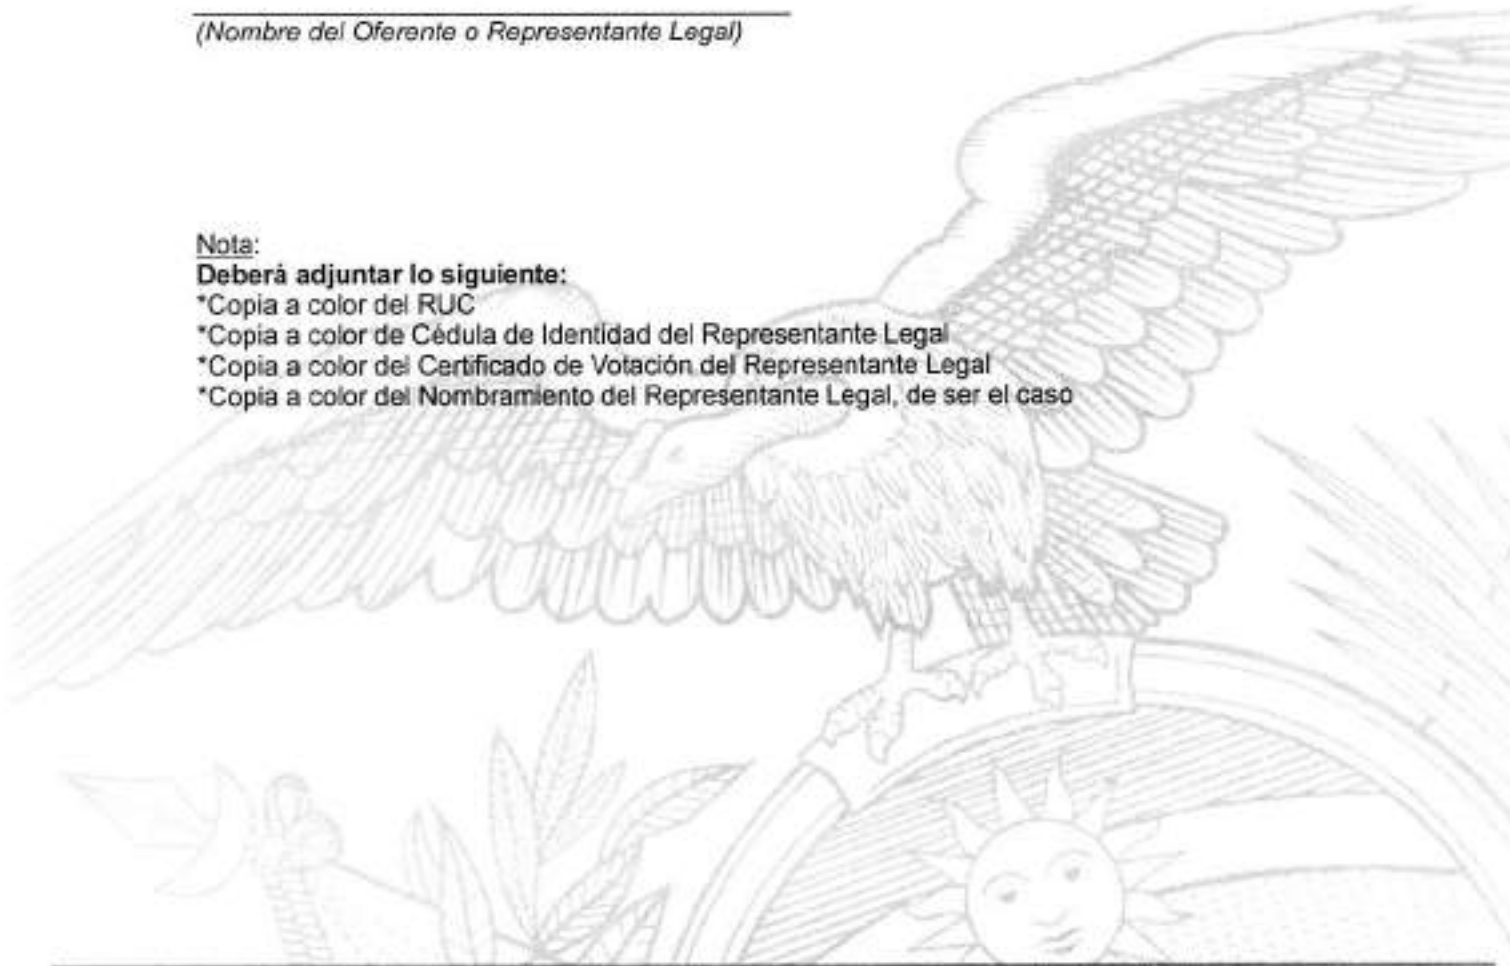 (Nombre del Oferente o Representante Legal)
Nota:
Deberá adjuntar lo siguiente:
*Copia a color del RUC
*Copia a color de Cédula de Identidad del Representante Legal
*Copia a color del Certificado de Votación del Representante Legal
*Copia a color del Nombramiento del Representante Legal, de ser el caso